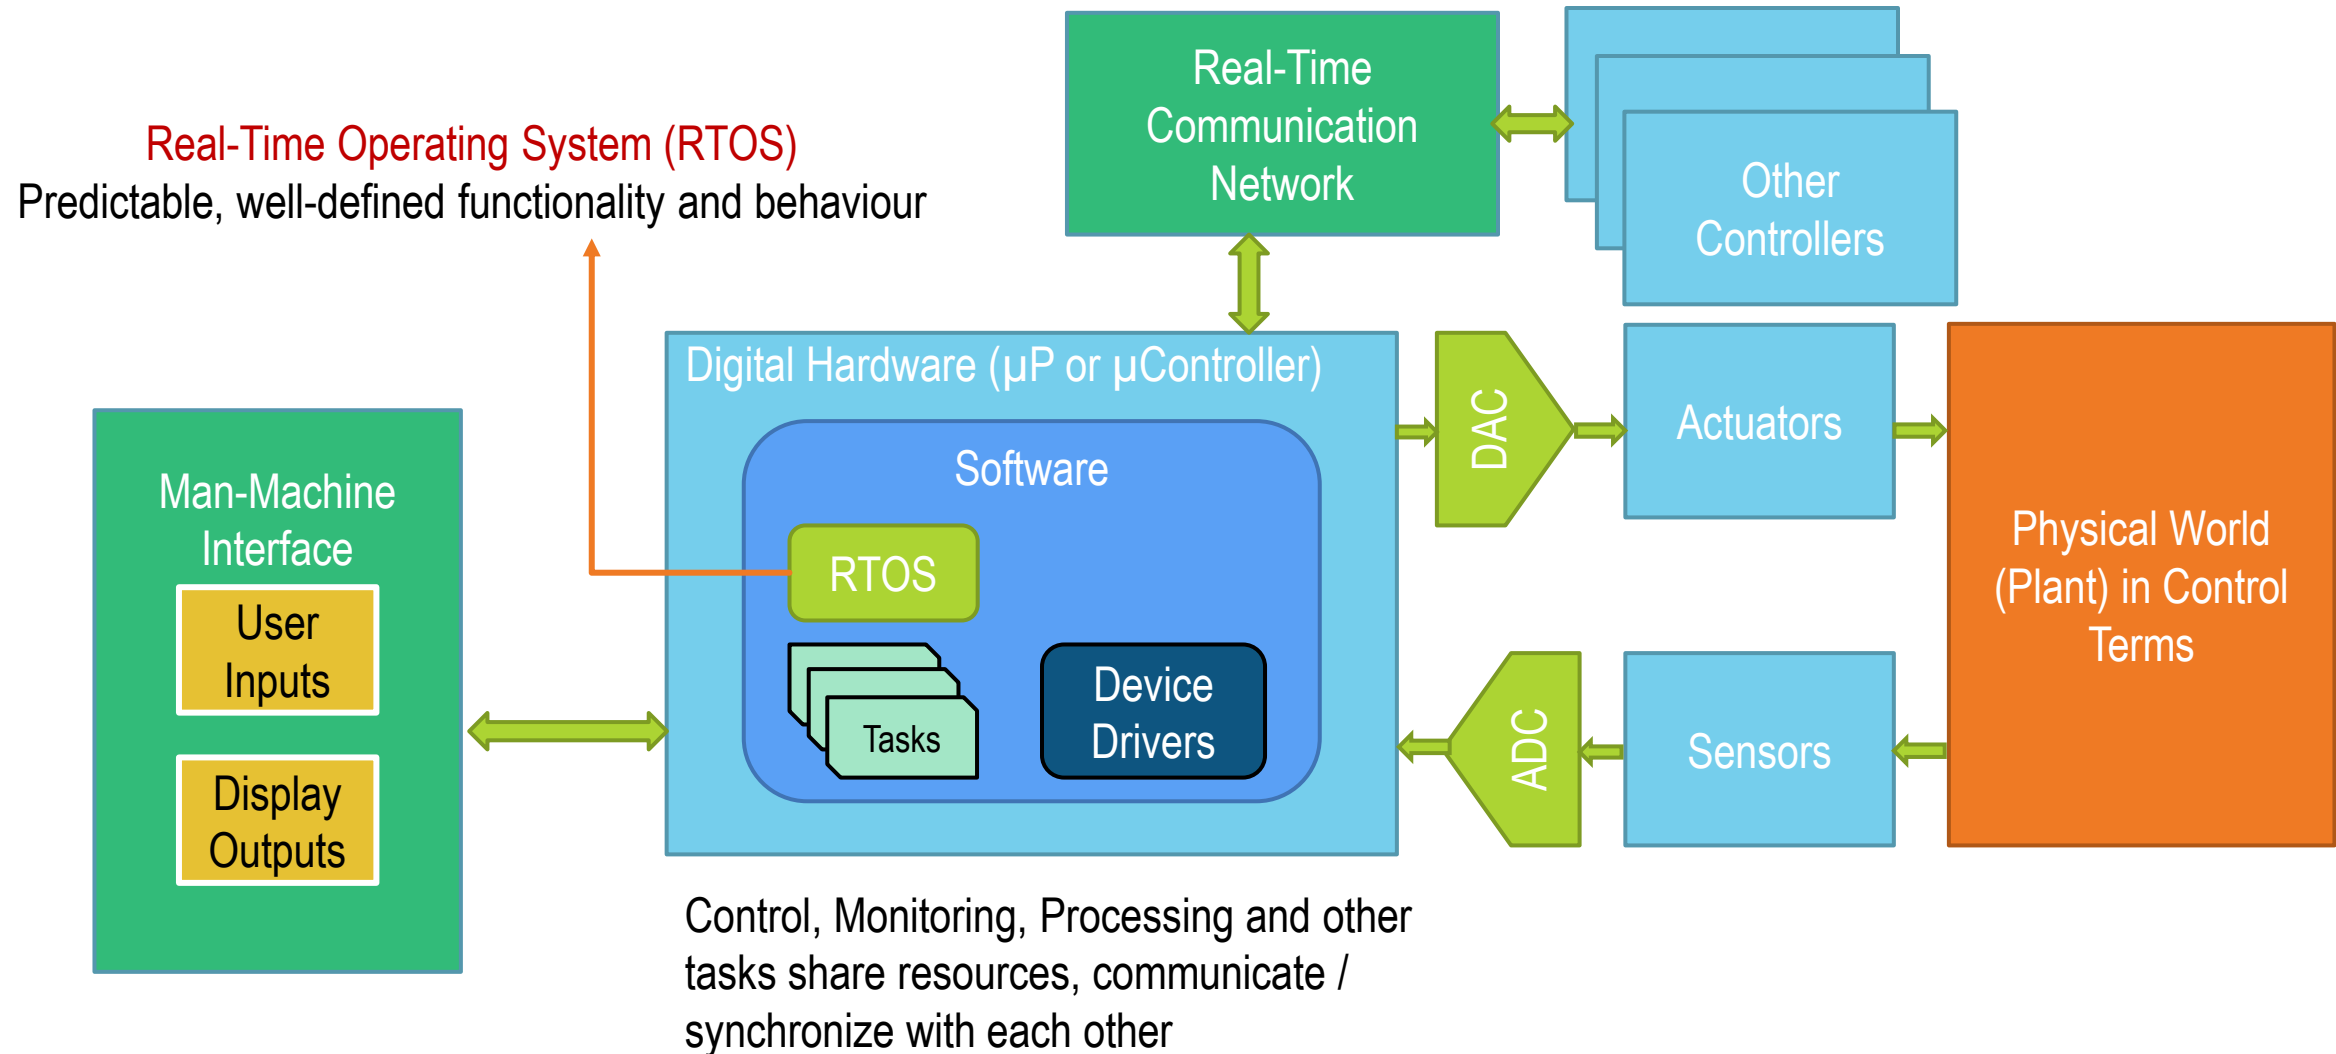 Real-Time
Communication
Network
Other
Controllers
Real-Time Operating System (RTOS)
Predictable, well-defined functionality and behaviour
Digital Hardware (µP or µController)
Software
RTOS
Tasks
Device
Drivers
DAC
Actuators
Physical World
(Plant) in Control
Terms
ADC
Sensors
Man-Machine
Interface
User
Inputs
Display
Outputs
Control, Monitoring, Processing and other
tasks share resources, communicate /
synchronize with each other